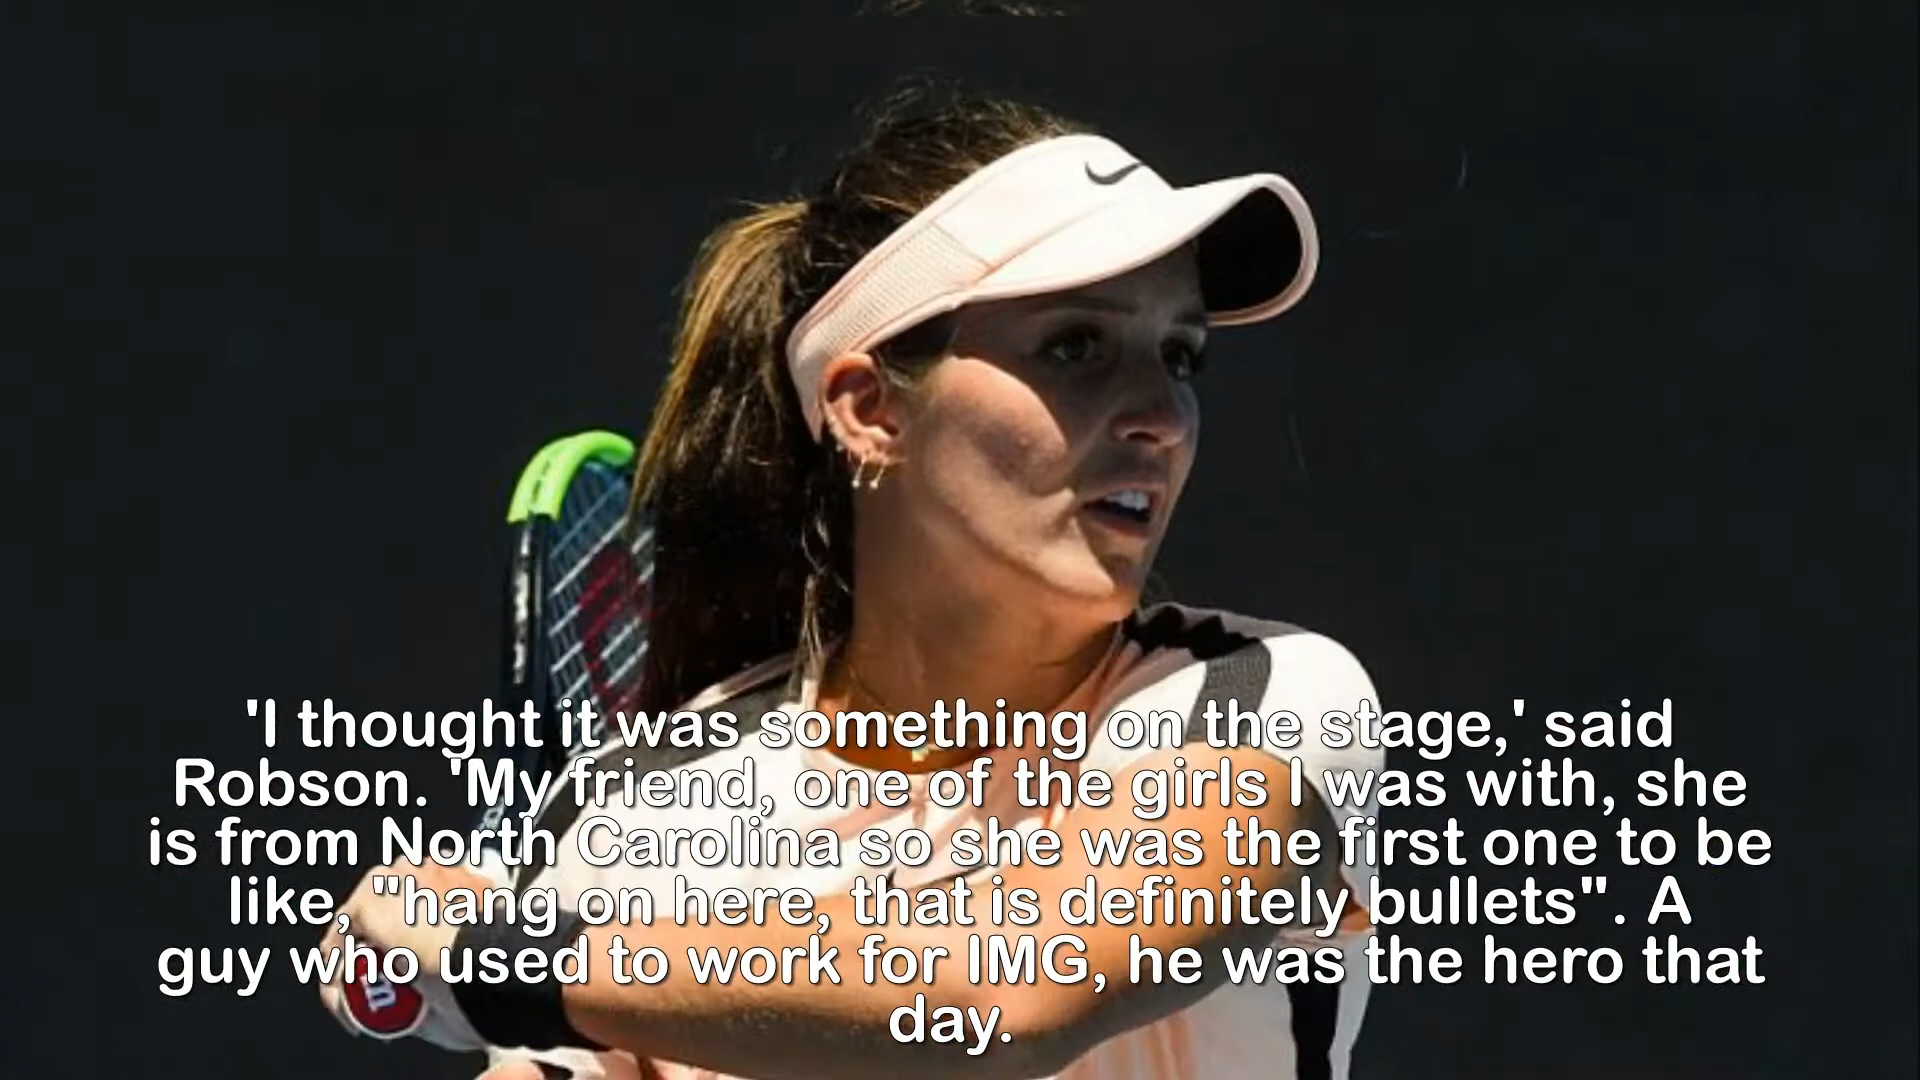 'I thought it was something on the stage,' said
Robson. 'My friend, one of the girls I was with, she
is from North Carolina so she was the first one to be
like, "hang on here, that is definitely bullets". A
guy who used to work for IMG, he was the hero that
day.